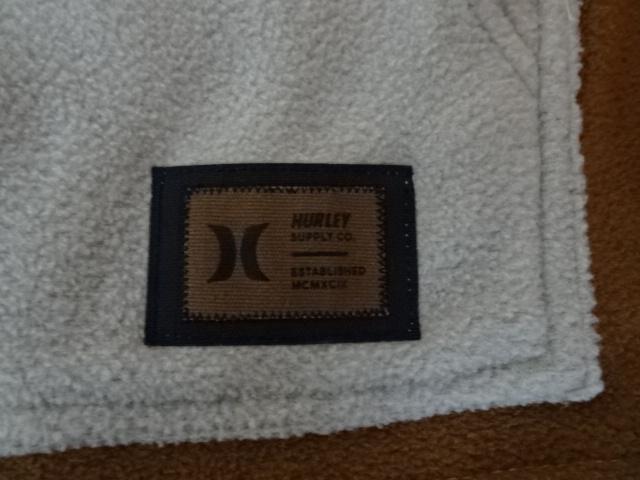 HURLEY
SUPPLY CO.
ESTABLISHED
MCMXCIX